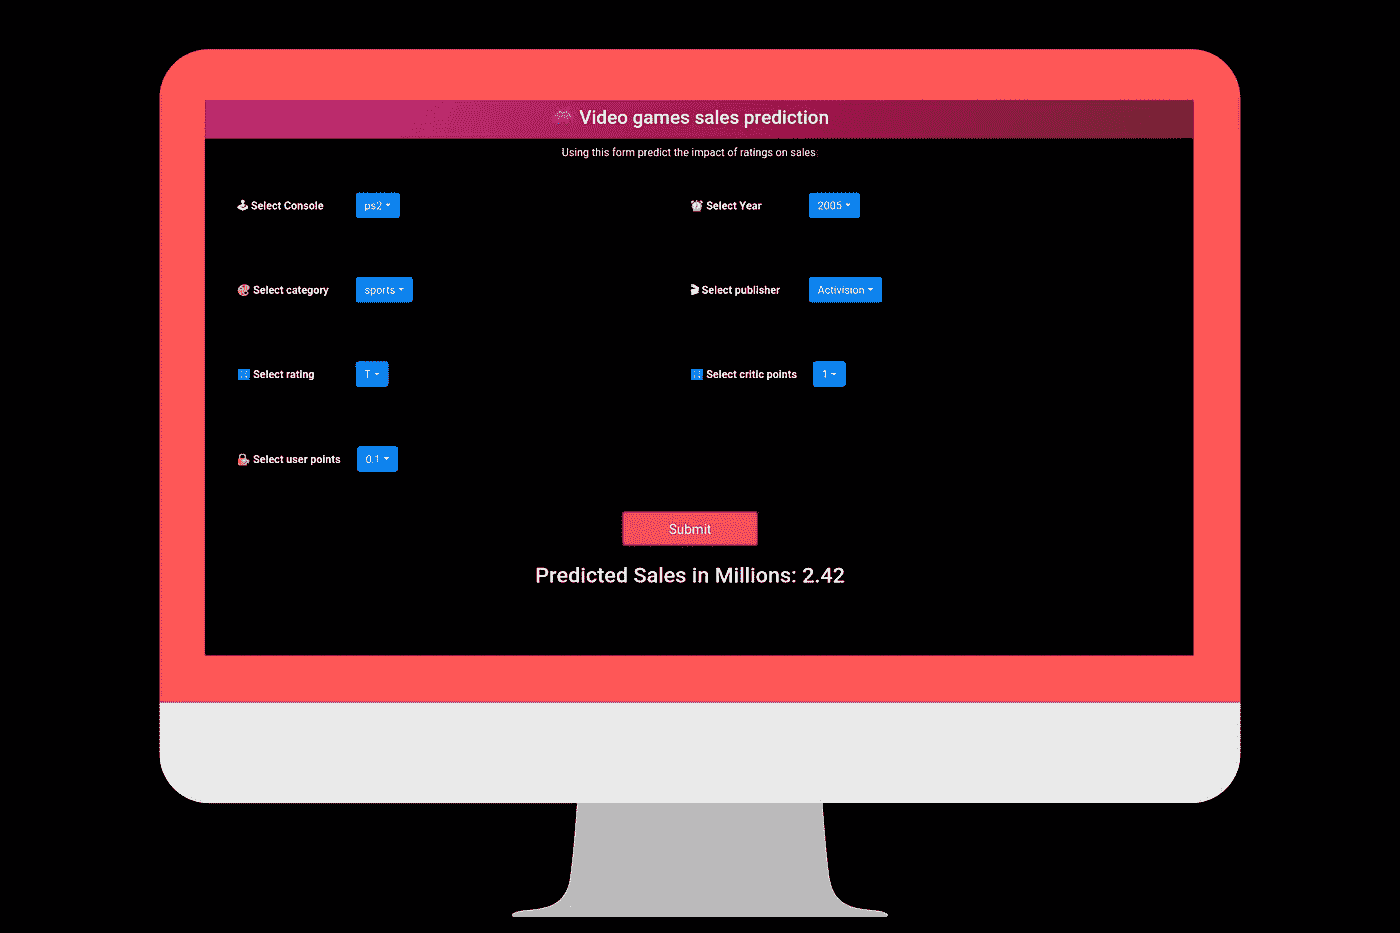 Video games sales prediction
Using this form predict the impact of ratings on sales
Select Console ps2
Select Year 2005
Select category sports
Select publisher Activision
Select rating T
Select critic points 1
Select user points 0.1
Submit
Predicted Sales in Millions: 2.42